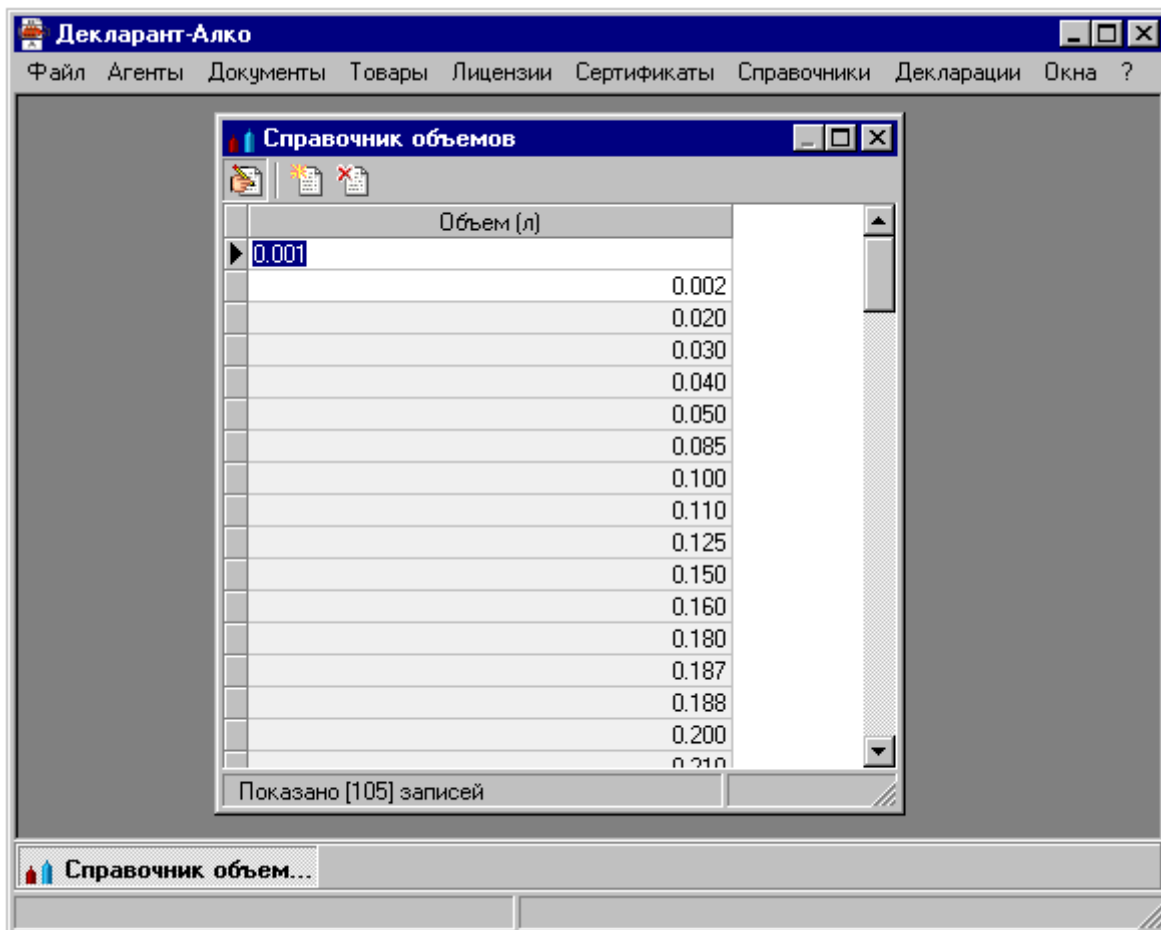 Декларант-Алко
Файл Агенты Документы Товары Лицензии Сертификаты Справочники Декларации Окна ?
Справочник объемов
Объем (л)
0.001
0.002
0.020
0.030
0.040
0.050
0.085
0.100
0.110
0.125
0.150
0.160
0.180
0.187
0.188
0.200
0.210
Показано [105] записей
Справочник объем...